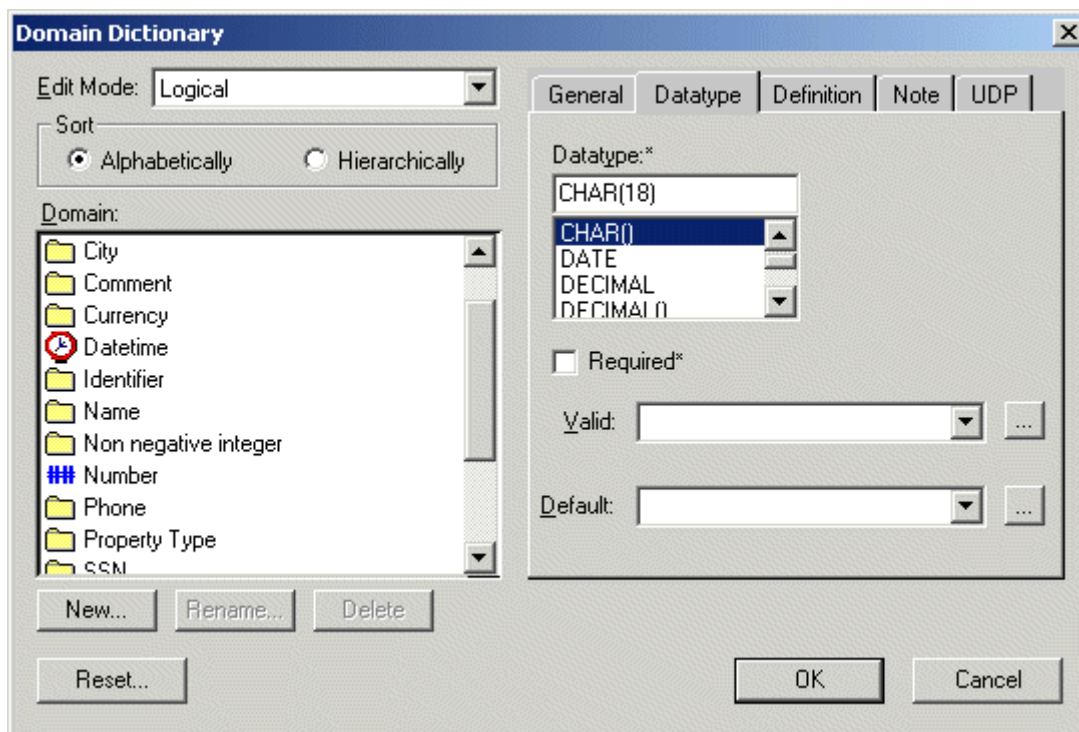 Domain Dictionary
Edit Mode: Logical
Sort
Alphabetically Hierarchically
Domain:
City
Comment
Currency
Datetime
Identifier
Name
Non negative integer
Number
Phone
Property Type
SSN
New... Rename... Delete
Reset...
General Datatype Definition Note UDP
Datatype:*
CHAR(18)
CHAR()
DATE
DECIMAL
DECIMAL()
Required*
Valid: ...
Default: ...
OK Cancel